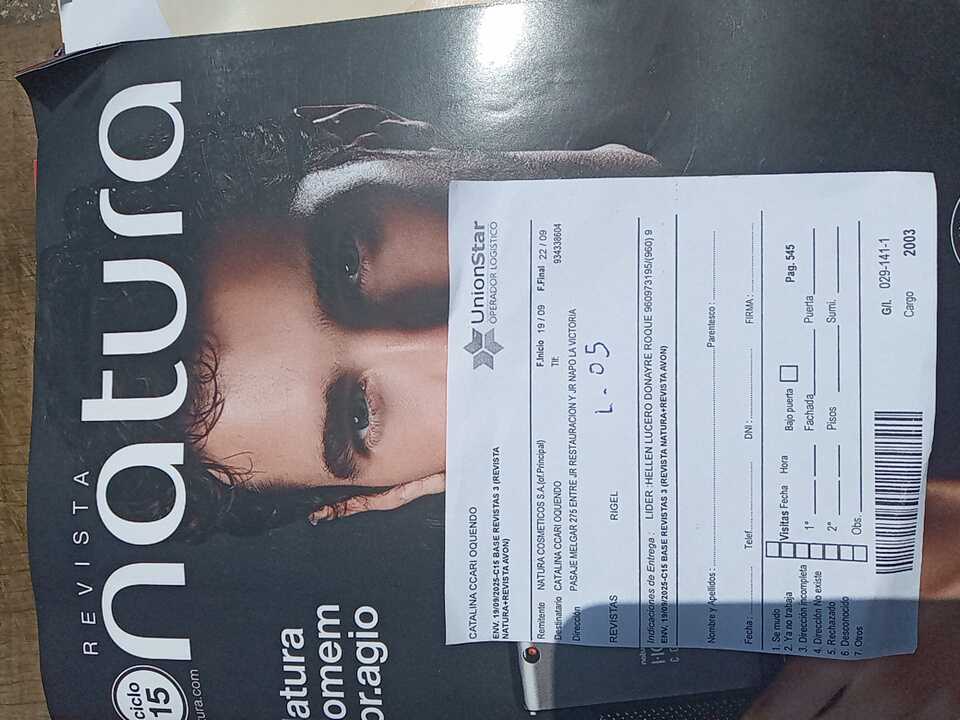 REVISTA
natura
ciclo
15
tura.com
natura
omem
or.agio
UnionStar
OPERADOR LOGÍSTICO
CATALINA CCARI OQUENDO
ENV. 19/09/2025-C15 BASE REVISTAS 3 (REVISTA
NATURA+REVISTA AVON)
F.Inicio 19 / 09 F.Final 22 / 09
Remitente NATURA COSMETICOS S.A.(of.Principal) Tlf: 934338604
Destinatario CATALINA CCARI OQUENDO
Dirección PASAJE MELGAR 275 ENTRE JR RESTAURACION Y JR NAPO LA VICTORIA
REVISTAS RIGEL L-05
Indicaciones de Entrega : LIDER :HELLEN LUCERO DONAYRE ROQUE 960973195/(960) 9
ENV. 19/09/2025-C15 BASE REVISTAS 3 (REVISTA NATURA+REVISTA AVON)
Nombre y Apellidos : Parentesco :
Fecha : Telef. DNI : FIRMA :
1. Se mudo
2. Ya no trabaja
3. Dirección incompleta
4. Dirección No existe
5. Rechazado
6. Desconocido
7. Otros
Visitas Fecha Hora Bajo puerta Pag. 545
1° Fachada Puerta
2° Pisos Sumi.
Obs.
G/L 029-141-1
Cargo 2003